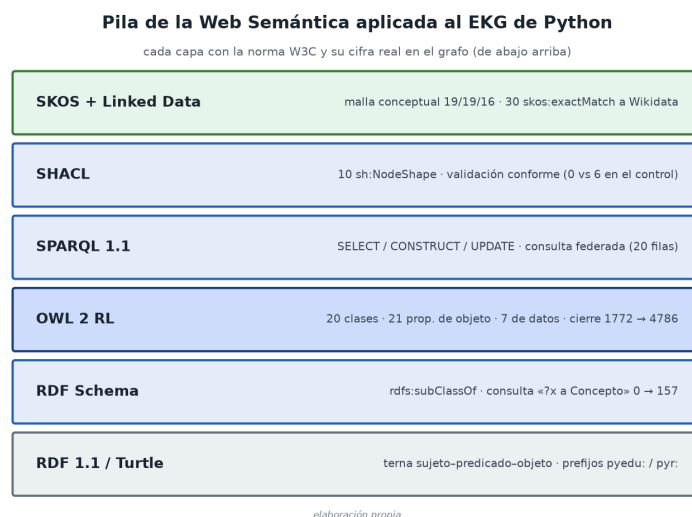 Pila de la Web Semántica aplicada al EKG de Python
cada capa con la norma W3C y su cifra real en el grafo (de abajo arriba)
SKOS + Linked Data malla conceptual 19/19/16 · 30 skos:exactMatch a Wikidata
SHACL 10 sh:NodeShape · validación conforme (0 vs 6 en el control)
SPARQL 1.1 SELECT / CONSTRUCT / UPDATE · consulta federada (20 filas)
OWL 2 RL 20 clases · 21 prop. de objeto · 7 de datos · cierre 1772 → 4786
RDF Schema rdfs:subClassOf · consulta «?x a Concepto» 0 → 157
RDF 1.1 / Turtle terna sujeto–predicado–objeto · prefijos pyedu: / pyr:
elaboración propia